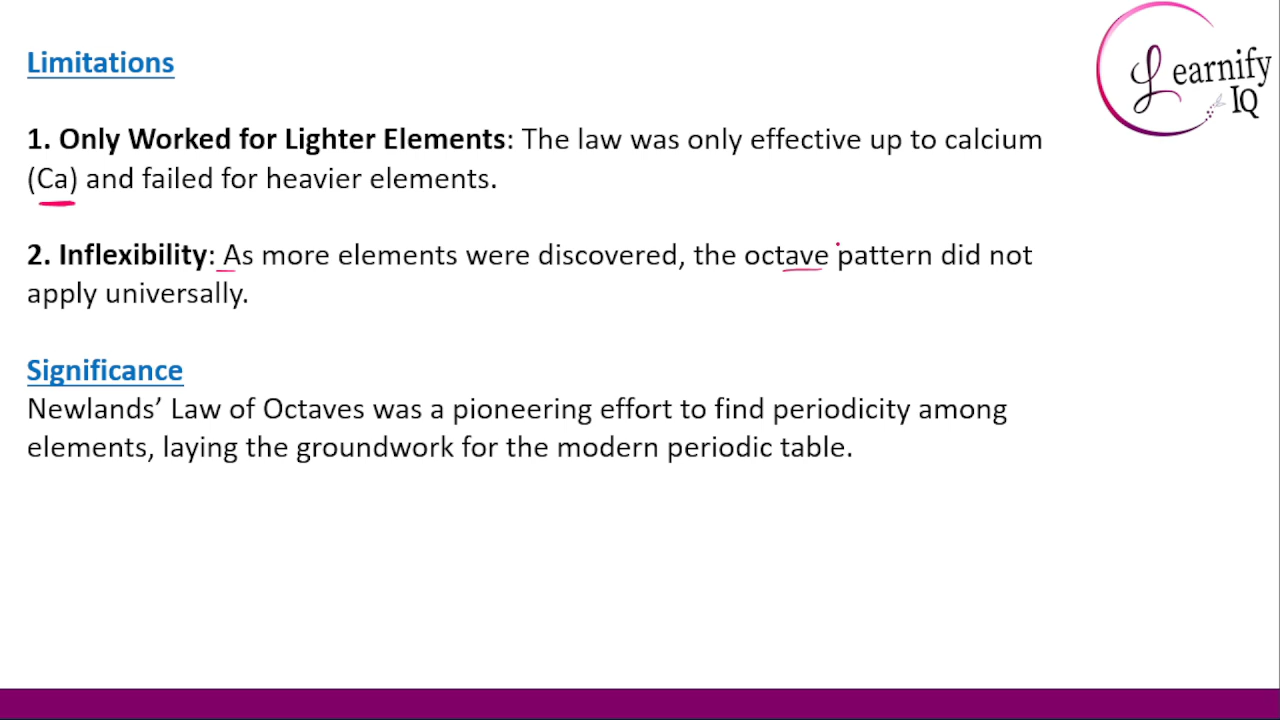 Limitations
Learnify
IQ
1. Only Worked for Lighter Elements: The law was only effective up to calcium
(Ca) and failed for heavier elements.
2. Inflexibility: As more elements were discovered, the octave pattern did not
apply universally.
Significance
Newlands’ Law of Octaves was a pioneering effort to find periodicity among
elements, laying the groundwork for the modern periodic table.